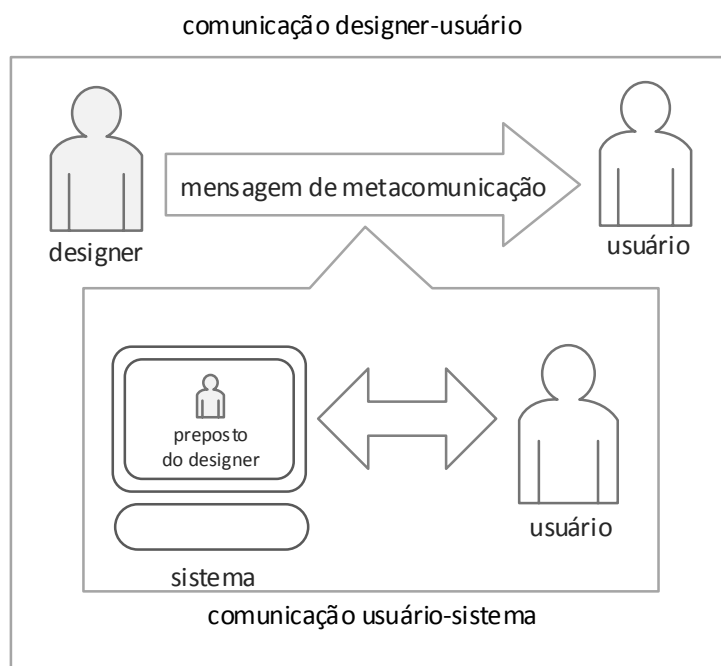 comunicação designer-usuário
mensagem de metacomunicação
designer
usuário
preposto
do designer
usuário
sistema
comunicação usuário-sistema